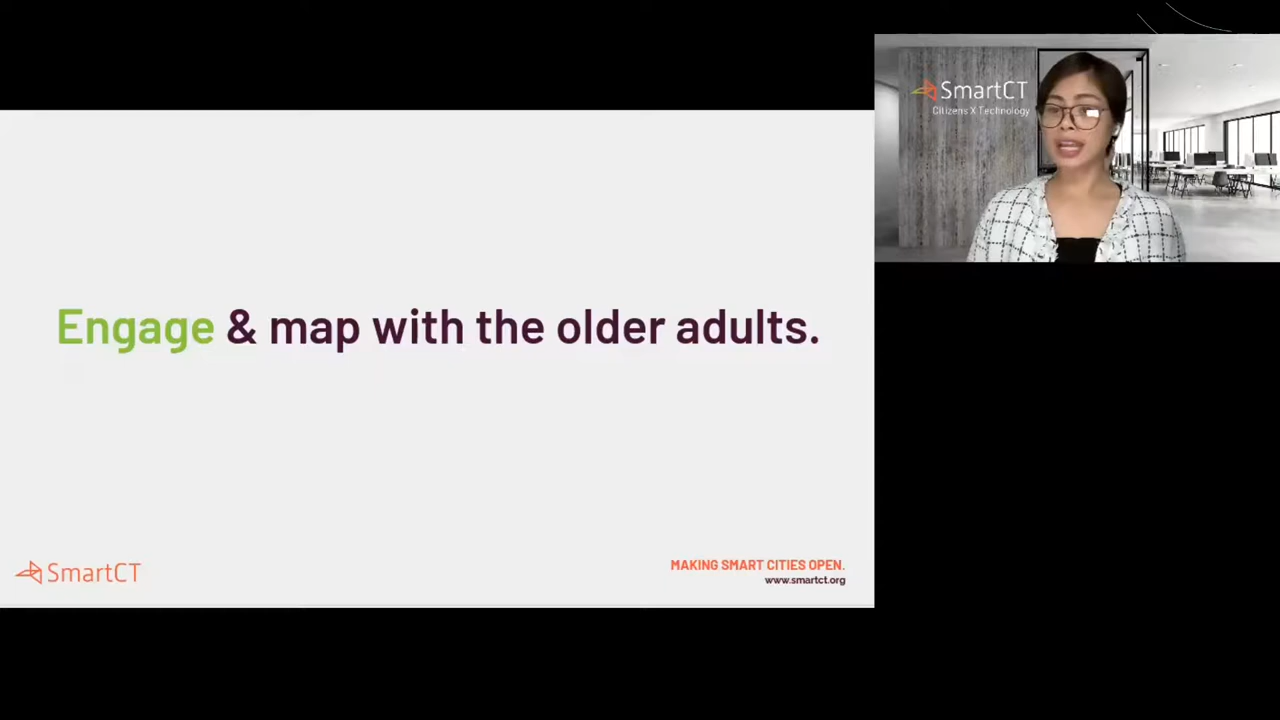 Engage & map with the older adults.
SmartCT
MAKING SMART CITIES OPEN.
www.smartct.org
SmartCT
Citizens X Technology